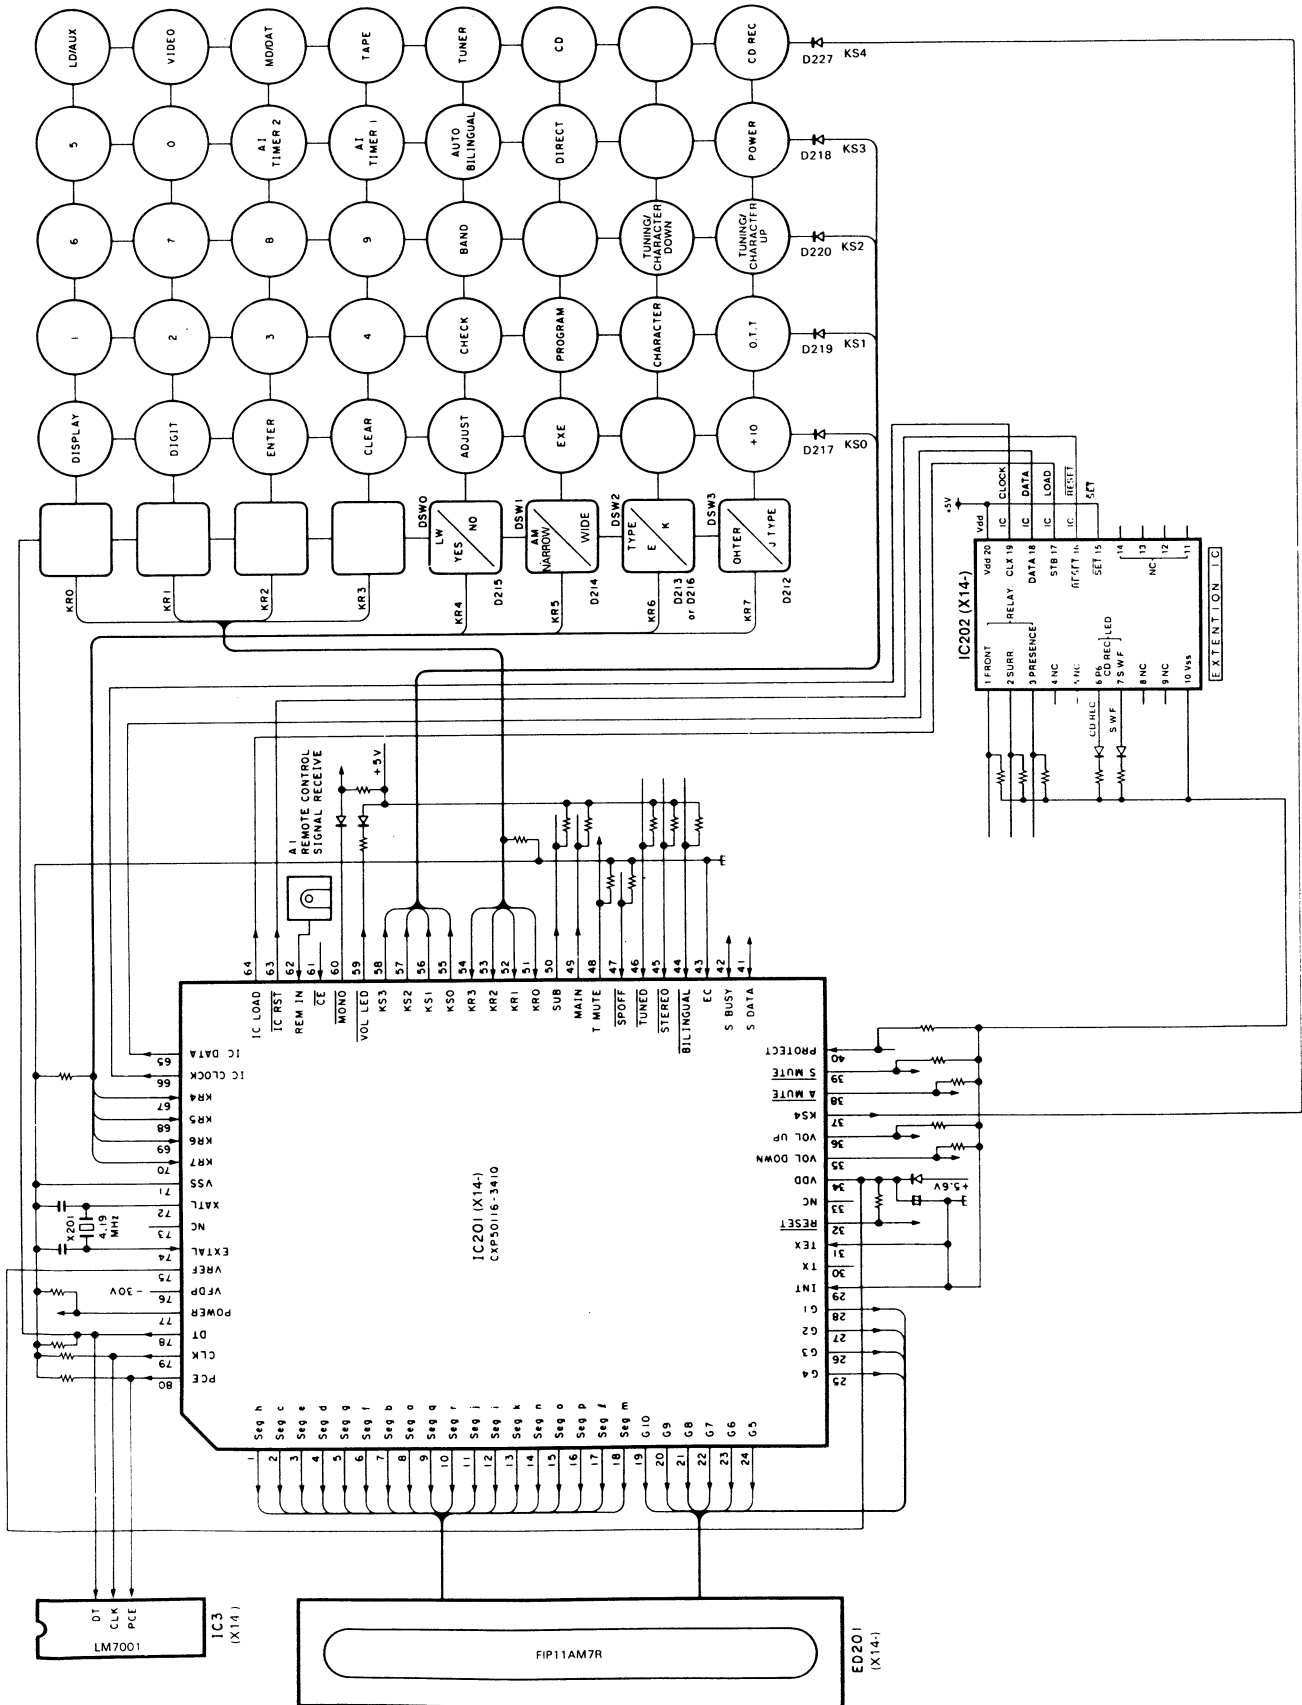 LD/AUX
VIDEO
MD/DAT
TAPE
TUNER
CD
CD REC
D227 KS4
5
0
AI
TIMER 2
AI
TIMER 1
AUTO
BILINGUAL
DIRECT
POWER
D218 KS3
6
7
8
9
BAND
TUNING/
CHARACTER
DOWN
TUNING/
CHARACTER
UP
D220 KS2
1
2
3
4
CHECK
PROGRAM
CHARACTER
O.T.T
D219 KS1
DISPLAY
DIGIT
ENTER
CLEAR
ADJUST
EXE
+10
D217 KS0
DSW0
LW
YES
NO
D215
DSW1
AM
NARROW
WIDE
D214
DSW2
TYPE
E
K
D213
or D216
DSW3
OHTER
J TYPE
D212
KR0
KR1
KR2
KR3
KR4
KR5
KR6
KR7
+5V
Vdd
IC CLOCK
IC DATA
IC LOAD
IC RESET
SET
IC202 (X14-)
Vdd 20
CLX 19
DATA 18
STB 17
RESET 16
SET 15
14
13
NC
12
11
RELAY
1 FRONT
2 SURR.
3 PRESENCE
4 NC
5 NC
6 P6
CD REC
LED
7 S.W.F
8 NC
9 NC
10 Vss
CD REC
S.W.F
EXTENTION IC
AI
REMOTE CONTROL
SIGNAL RECEIVE
+5V
64 IC LOAD
63 IC RST
62 REM IN
61 CE
60 MONO
59 VOL LED
58 KS3
57 KS2
56 KS1
55 KS0
54 KR3
53 KR2
52 KR1
51 KR0
50 SUB
49 MAIN
48 T MUTE
47 SPOFF
46 TUNED
45 STEREO
44 BILINGUAL
43 EC
42 S BUSY
41 S DATA
IC DATA 65
IC CLOCK 66
KR4 67
KR5 68
KR6 69
KR7 70
VSS 71
XATL 72
NC 73
EXTAL 74
VREF 75
VFDP 76
POWER 77
DT 78
CLK 79
PCE 80
X201
4.19
MHz
-30V
IC201 (X14-)
CXP50116-3410
PROTECT 40
S MUTE 39
A MUTE 38
KS4 37
VOL UP 36
VOL DOWN 35
VDD 34
NC 33
RESET 32
TEX 31
TX 30
INT 29
G1 28
G2 27
G3 26
G4 25
+5.6V
1 Seg h
2 Seg c
3 Seg e
4 Seg d
5 Seg g
6 Seg f
7 Seg b
8 Seg a
9 Seg q
10 Seg r
11 Seg j
12 Seg i
13 Seg k
14 Seg n
15 Seg o
16 Seg p
17 Seg l
18 Seg m
19 G10
20 G9
21 G8
22 G7
23 G6
24 G5
DT
CLK
PCE
LM7001
IC3
(X14-)
FIP11AM7R
ED201
(X14-)